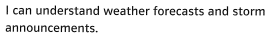 I can understand weather forecasts and storm
announcements.